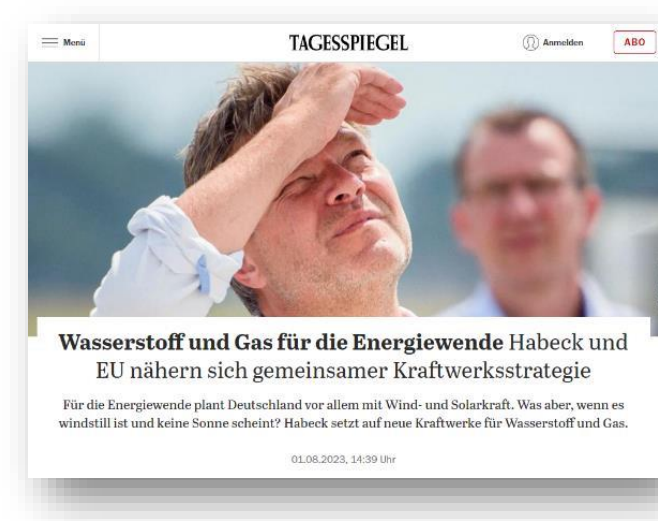 Menü
TAGESSPIEGEL
Anmelden
ABO
Wasserstoff und Gas für die Energiewende Habeck und
EU nähern sich gemeinsamer Kraftwerksstrategie
Für die Energiewende plant Deutschland vor allem mit Wind- und Solarkraft. Was aber, wenn es
windstill ist und keine Sonne scheint? Habeck setzt auf neue Kraftwerke für Wasserstoff und Gas.
01.08.2023, 14:39 Uhr